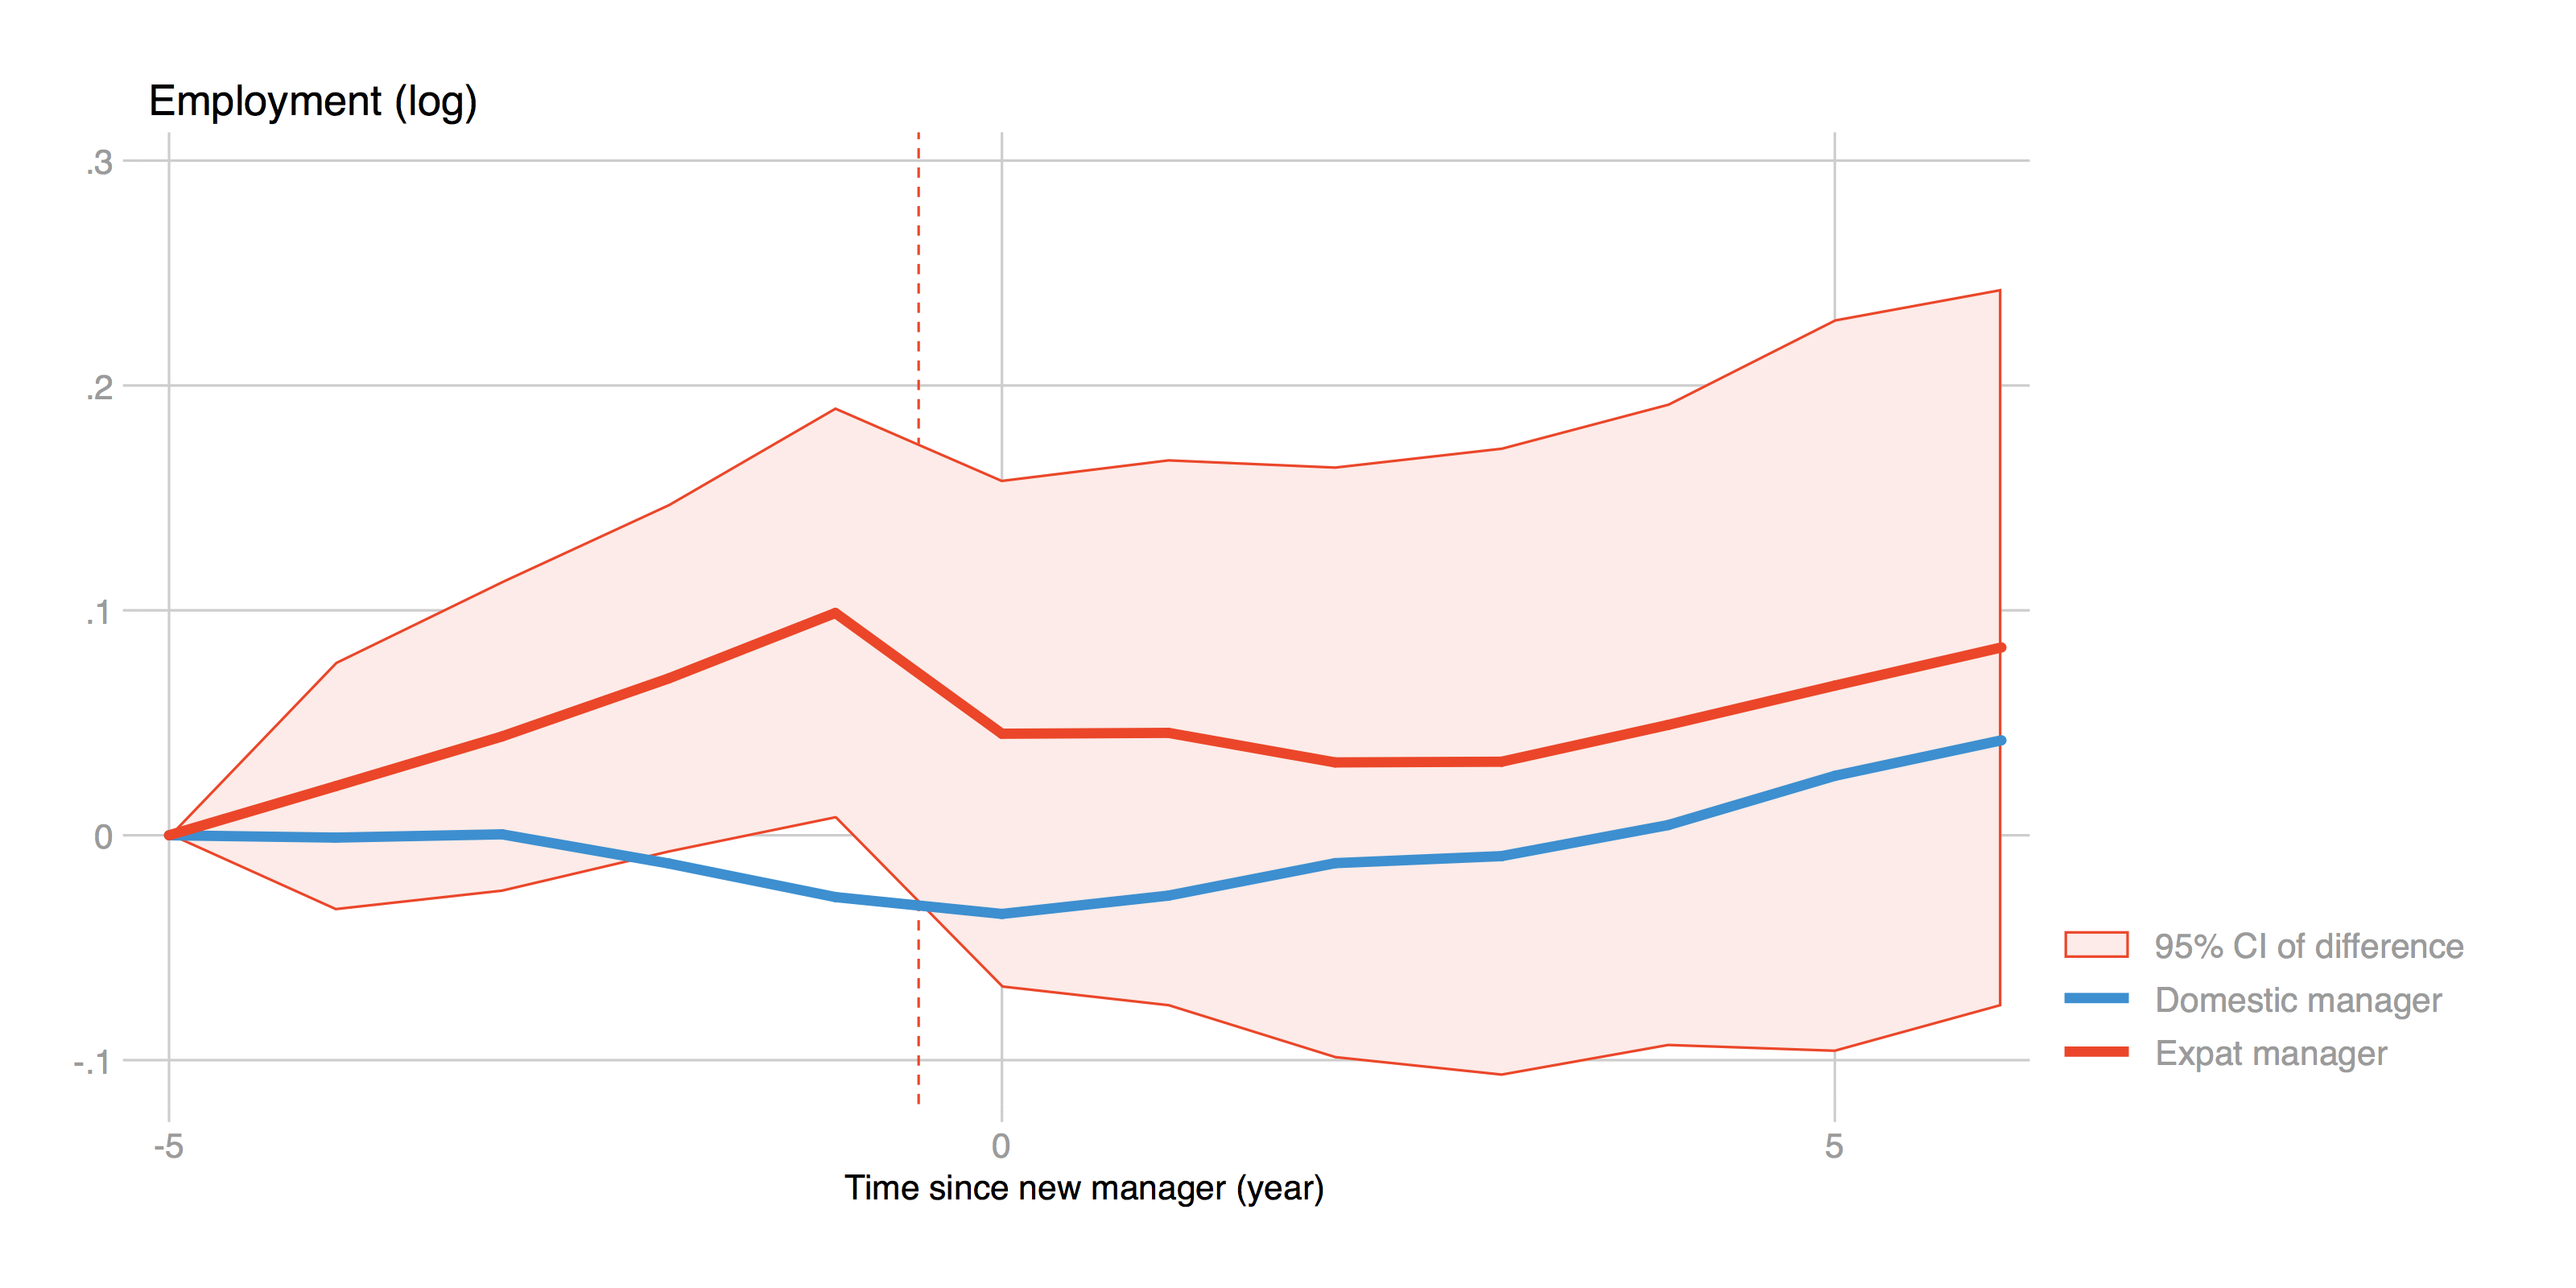 Employment (log)
.3
.2
.1
0
-.1
-5
0
5
Time since new manager (year)
95% CI of difference
Domestic manager
Expat manager